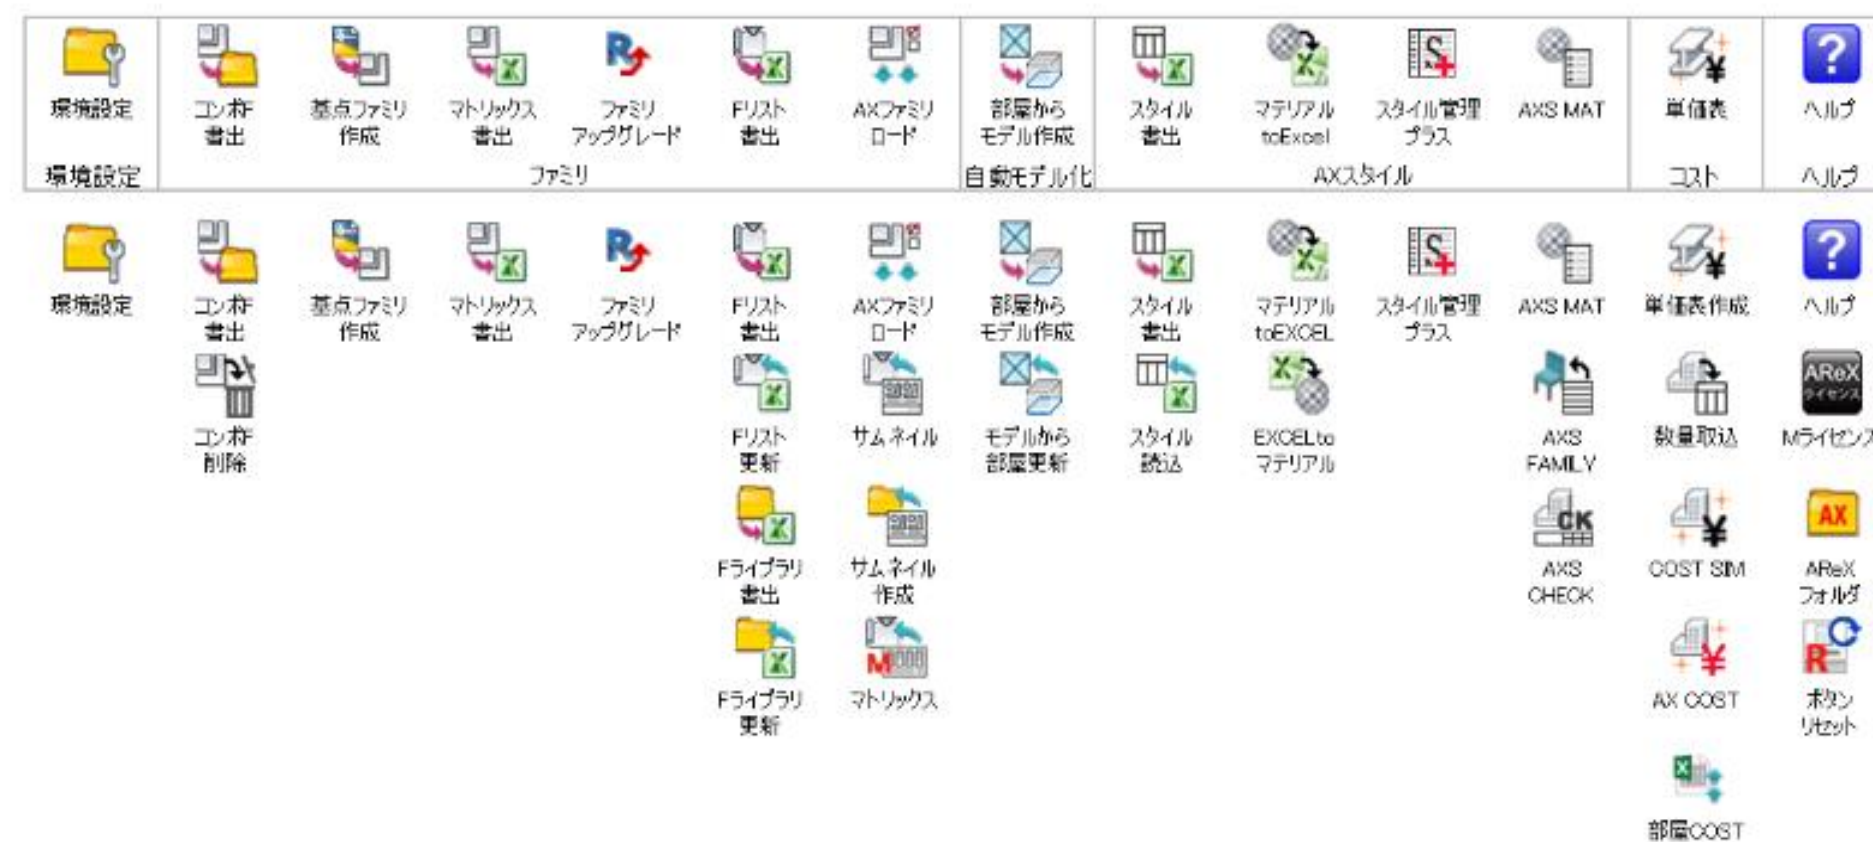 環境設定 コンポF 基点ファミリ マトリックス ファミリ Fリスト AXファミリ 部屋から スタイル マテリアル スタイル管理 AXS MAT 単価表 ヘルプ
書出 作成 書出 アップグレード 書出 ロード モデル作成 書出 toExcel プラス
環境設定 ファミリ 自動モデル化 AXスタイル コスト ヘルプ
環境設定 コンポF 基点ファミリ マトリックス ファミリ Fリスト AXファミリ 部屋から スタイル マテリアル スタイル管理 AXS MAT 単価表作成 ヘルプ
書出 作成 書出 アップグレード 書出 ロード モデル作成 書出 toEXCEL プラス
AReX
ライセンス
コンポF Fリスト サムネイル モデルから スタイル EXCELto AXS 数量取込 Mライセンス
削除 更新 部屋更新 読込 マテリアル FAMILY
CK AX
Fライブラリ サムネイル AXS COST SIM AReX
書出 作成 CHECK フォルダ
M R
Fライブラリ マトリックス AX COST ボタン
更新 リセット
部屋COST